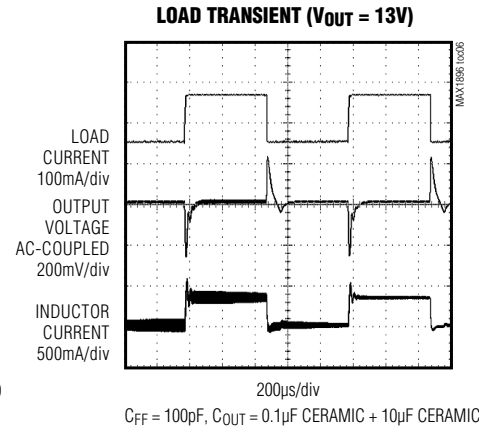 LOAD TRANSIENT (VOUT = 13V)
MAX1896 toc06
LOAD
CURRENT
100mA/div
OUTPUT
VOLTAGE
AC-COUPLED
200mV/div
INDUCTOR
CURRENT
500mA/div
200µs/div
CFF = 100pF, COUT = 0.1µF CERAMIC + 10µF CERAMIC